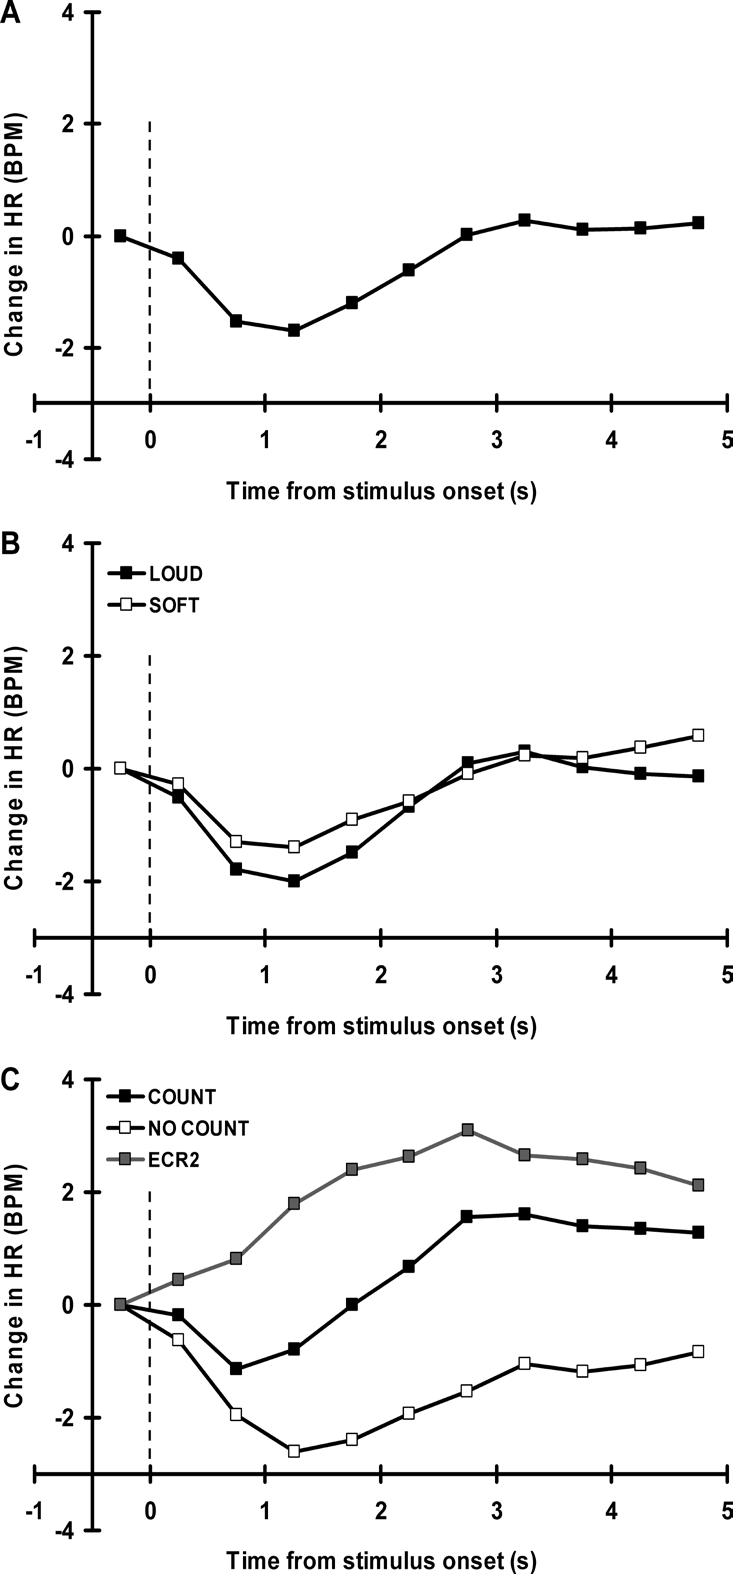 A
4
2
0
-2
-4
Change in HR (BPM)
-1 0 1 2 3 4 5
Time from stimulus onset (s)
B
4
2
0
-2
-4
LOUD
SOFT
Change in HR (BPM)
-1 0 1 2 3 4 5
Time from stimulus onset (s)
C
4
2
0
-2
-4
COUNT
NO COUNT
ECR2
Change in HR (BPM)
-1 0 1 2 3 4 5
Time from stimulus onset (s)